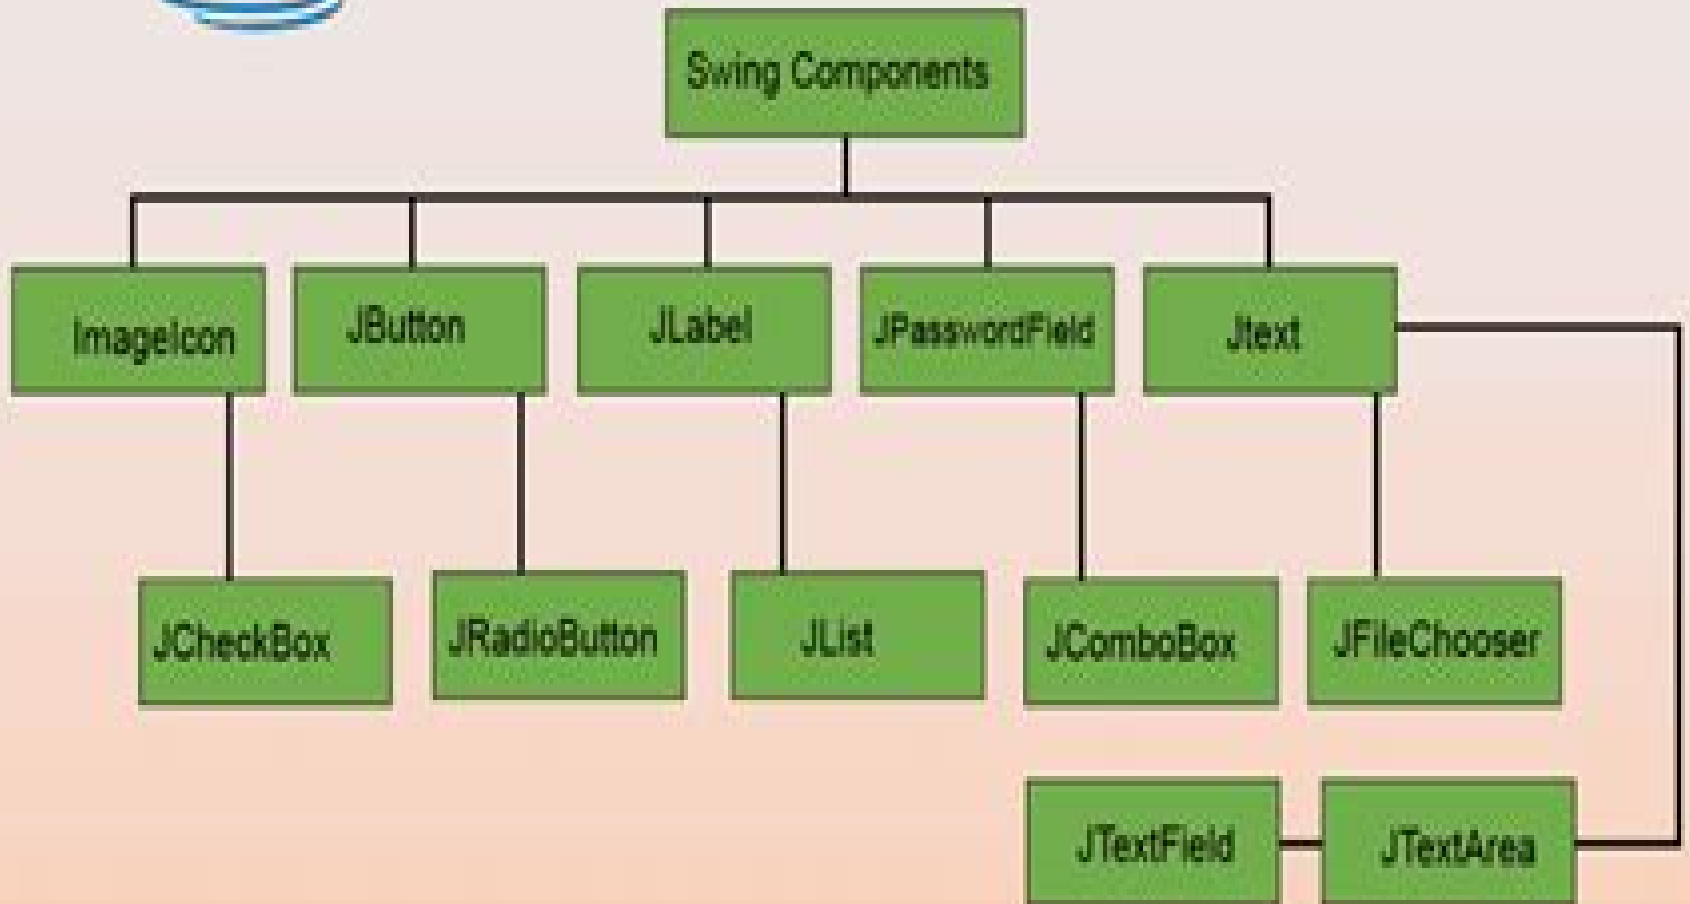 Swing Components
ImageIcon
JButton
JLabel
JPasswordField
Jtext
JCheckBox
JRadioButton
JList
JComboBox
JFileChooser
JTextField
JTextArea